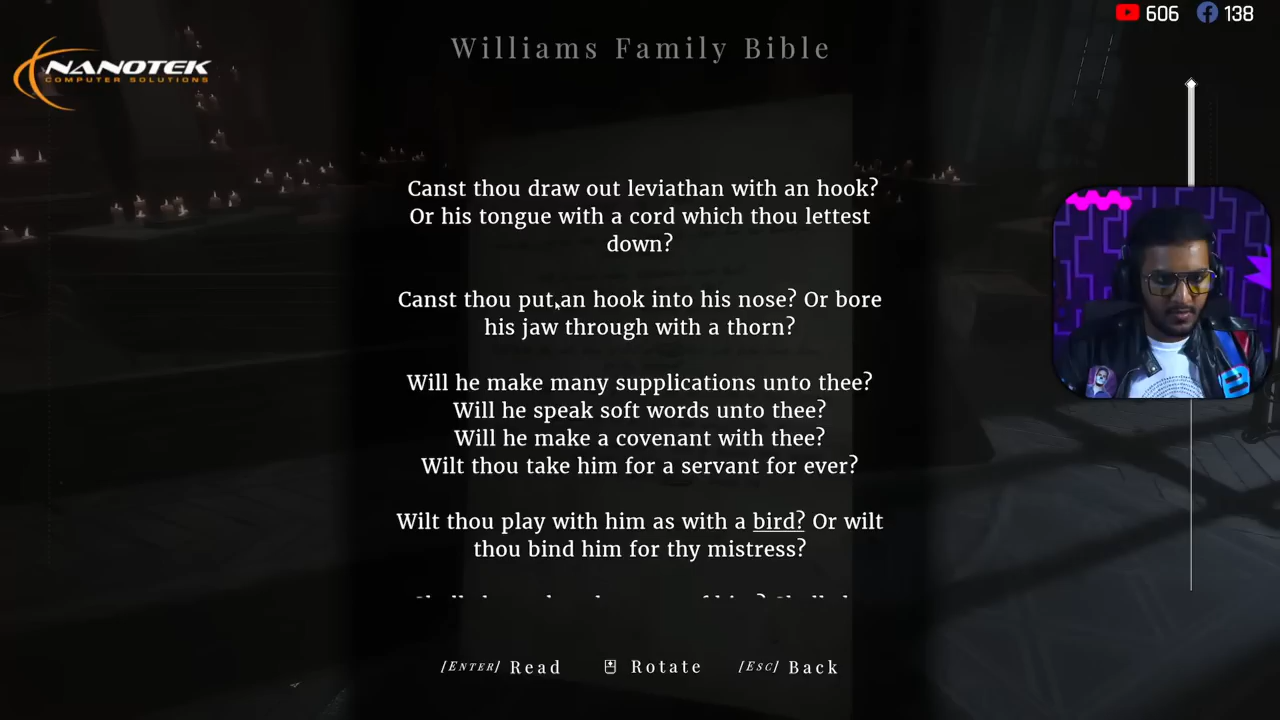 606 138
NANOTEK
COMPUTER SOLUTIONS
Williams Family Bible
Canst thou draw out leviathan with an hook?
Or his tongue with a cord which thou lettest
down?
Canst thou put an hook into his nose? Or bore
his jaw through with a thorn?
Will he make many supplications unto thee?
Will he speak soft words unto thee?
Will he make a covenant with thee?
Wilt thou take him for a servant for ever?
Wilt thou play with him as with a bird? Or wilt
thou bind him for thy mistress?
[ENTER] Read Rotate [ESC] Back